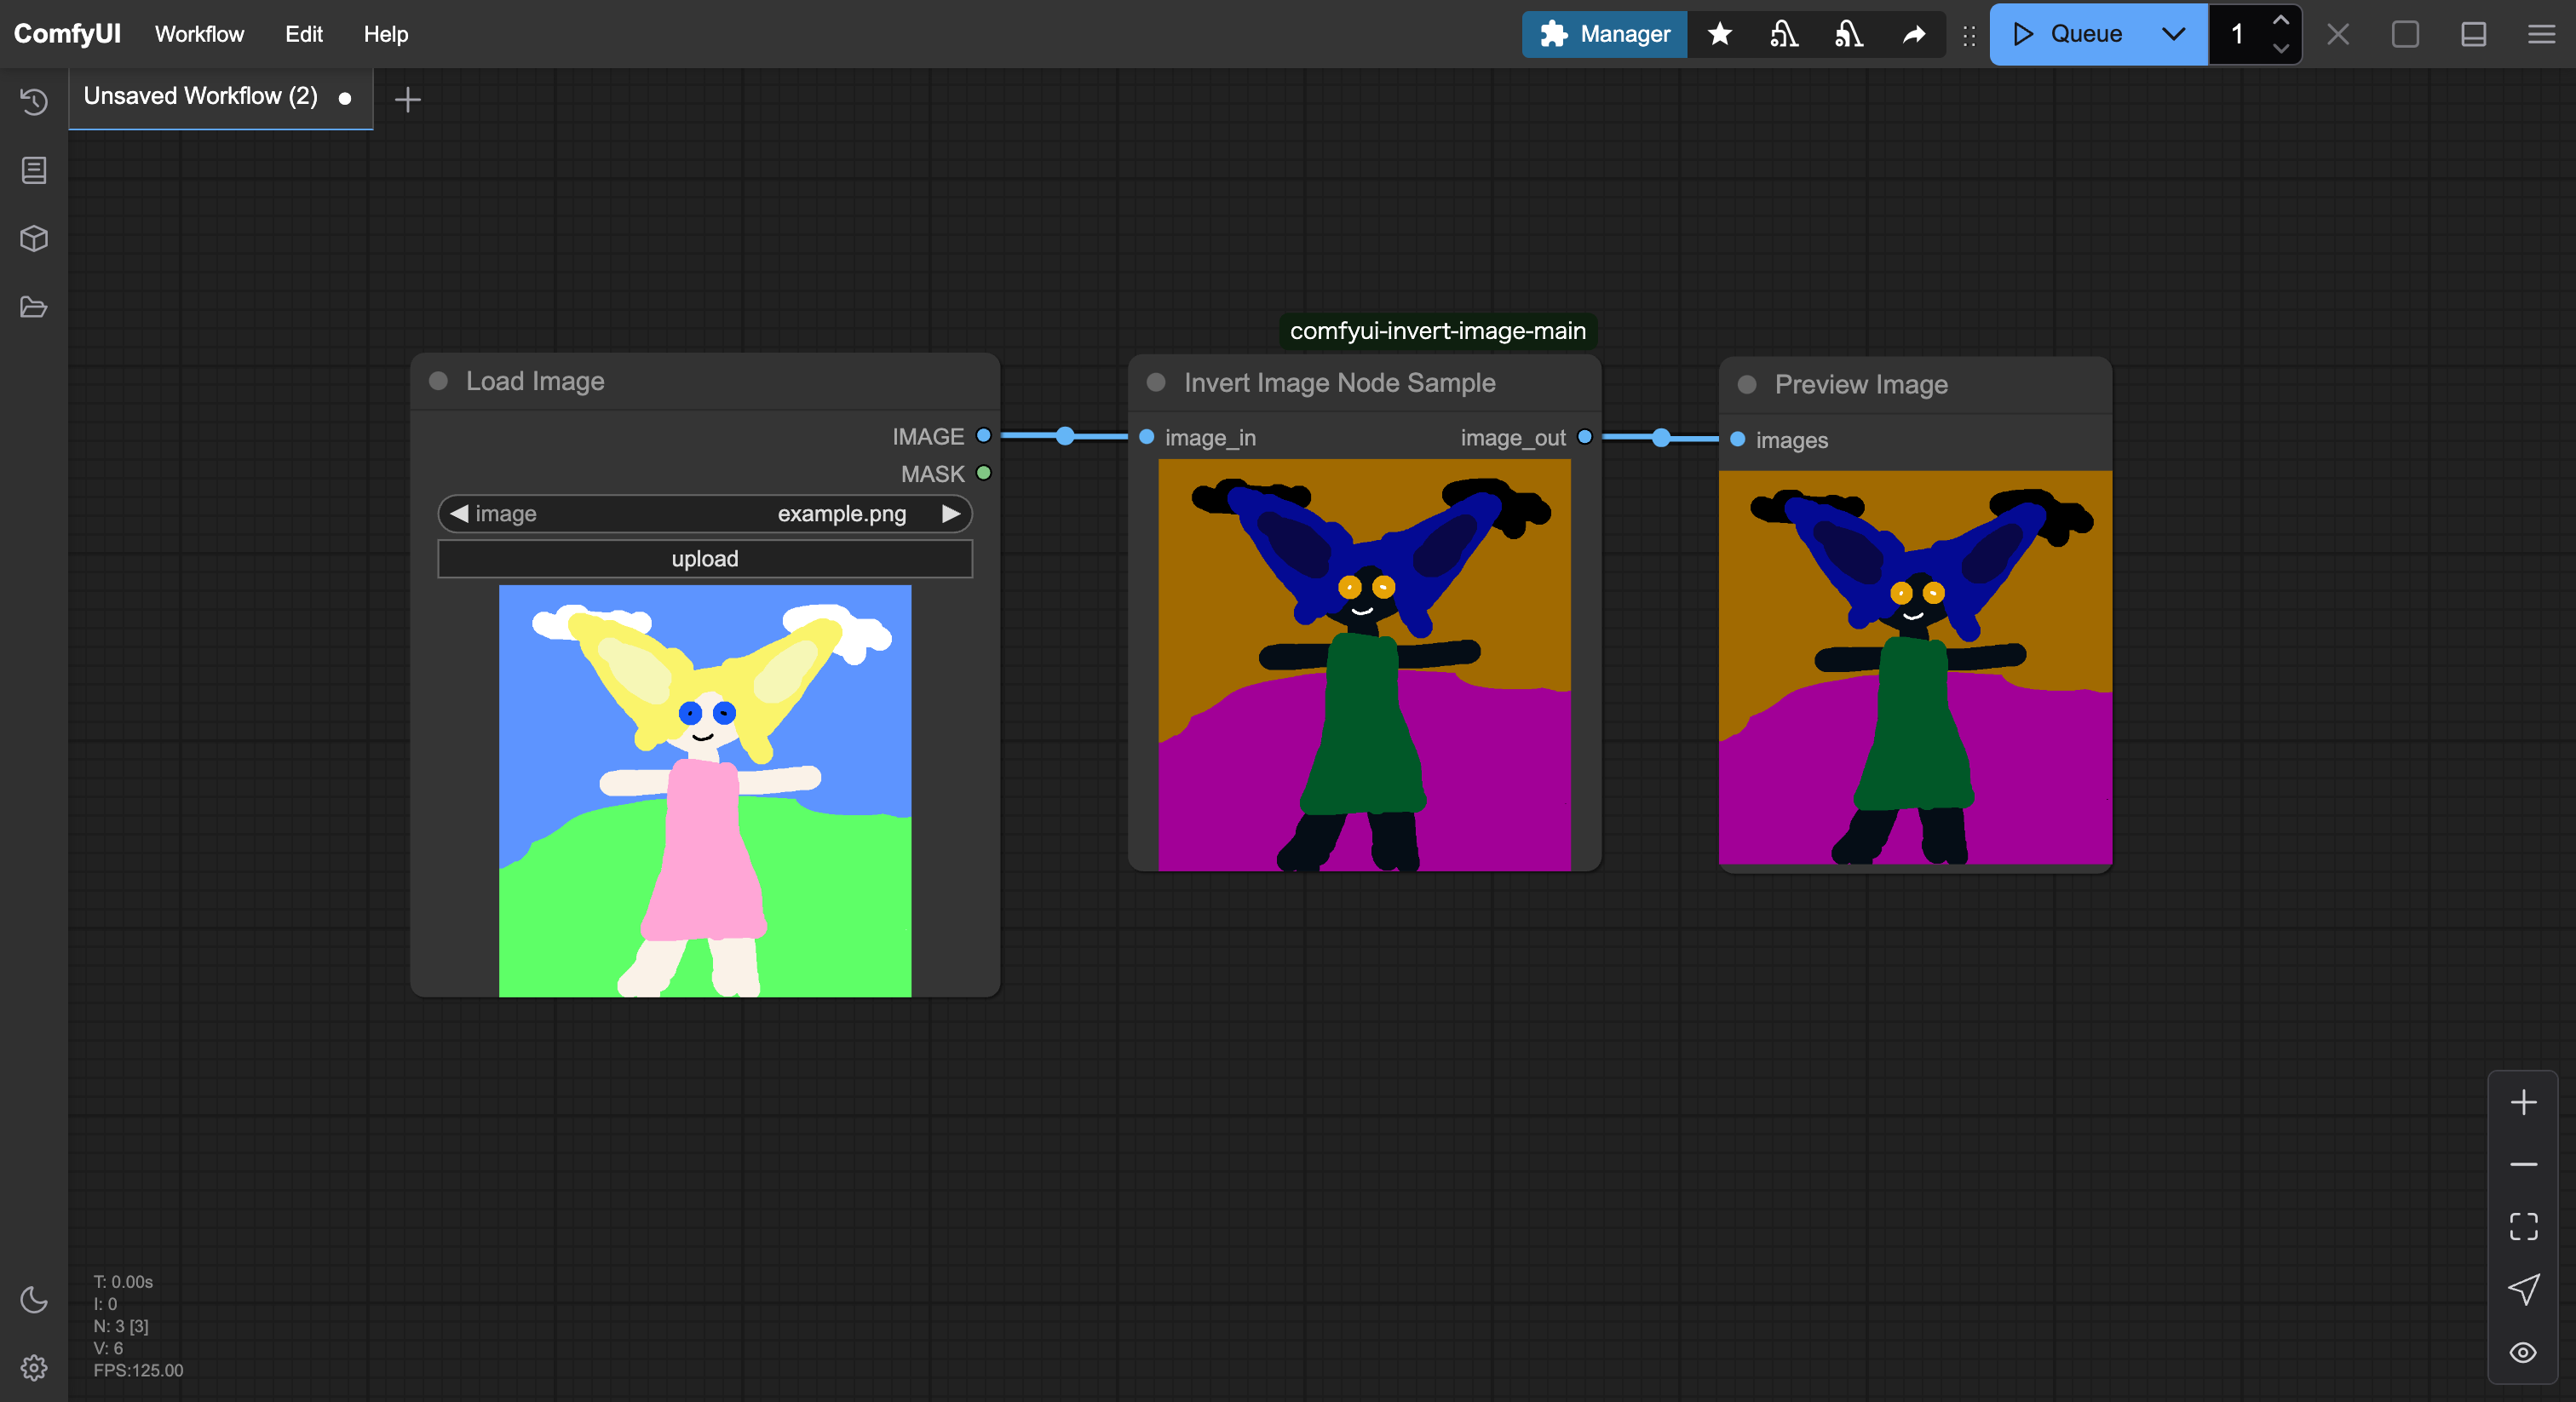 ComfyUI Workflow Edit Help Manager Queue 1
Unsaved Workflow (2)
comfyui-invert-image-main
Load Image
IMAGE
MASK
image example.png
upload
Invert Image Node Sample
image_in image_out
Preview Image
images
T: 0.00s
I: 0
N: 3 [3]
V: 6
FPS:125.00